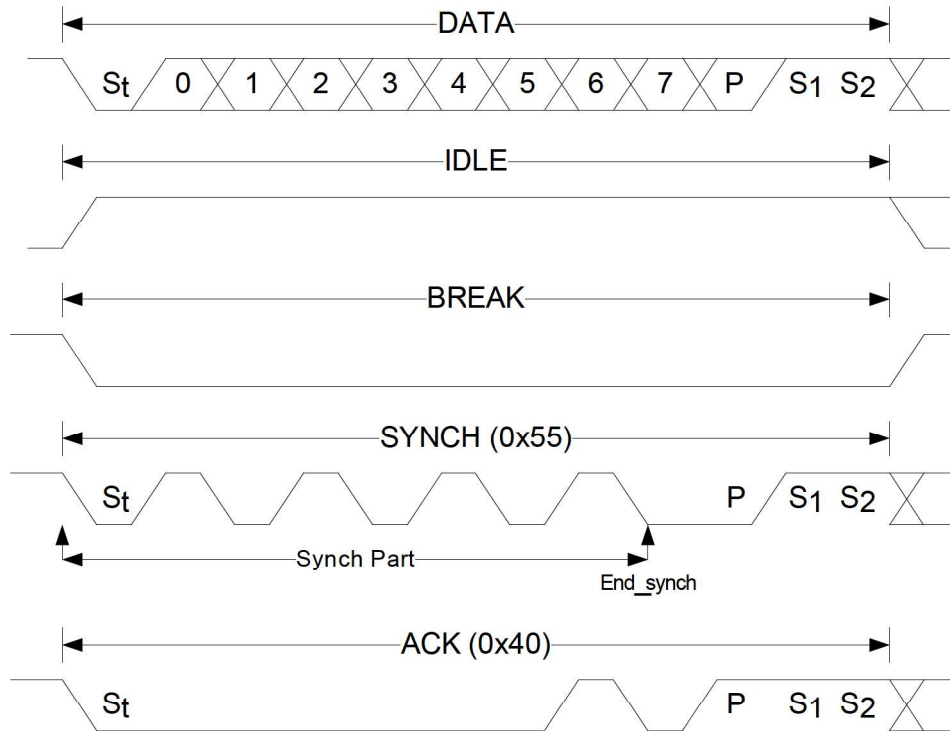 DATA
St 0 1 2 3 4 5 6 7 P S1 S2
IDLE
BREAK
SYNCH (0x55)
St P S1 S2
Synch Part
End_synch
ACK (0x40)
St P S1 S2